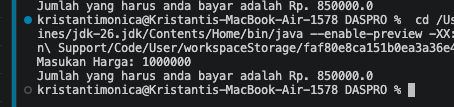 Jumlah yang harus anda bayar adalah Rp. 850000.0
kristantimonica@Kristantis-MacBook-Air-1578 DASPRO % cd /Us
ines/jdk-26.jdk/Contents/Home/bin/java --enable-preview -XX:
n\ Support/Code/User/workspaceStorage/faf80e8ca151b0ea3a36e4
Masukan Harga: 1000000
Jumlah yang harus anda bayar adalah Rp. 850000.0
kristantimonica@Kristantis-MacBook-Air-1578 DASPRO %